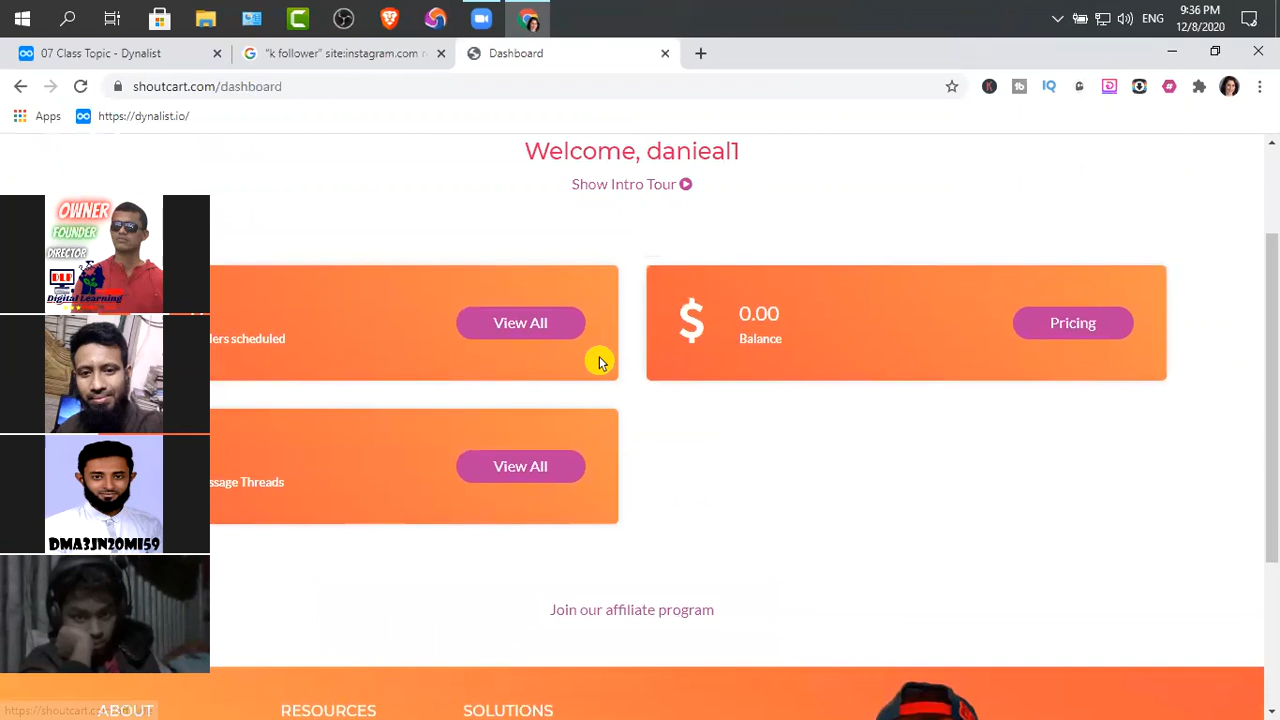 9:36 PM
ENG
12/8/2020
07 Class Topic - Dynalist
"k follower" site:instagram.com r
Dashboard
shoutcart.com/dashboard
Apps
https://dynalist.io/
Welcome, danieal1
Show Intro Tour
OWNER
FOUNDER
DIRECTOR
DLP
Digital Learning
ders scheduled
View All
$
0.00
Balance
Pricing
ssage Threads
View All
DMA3JN20MI59
Join our affiliate program
ABOUT
RESOURCES
SOLUTIONS